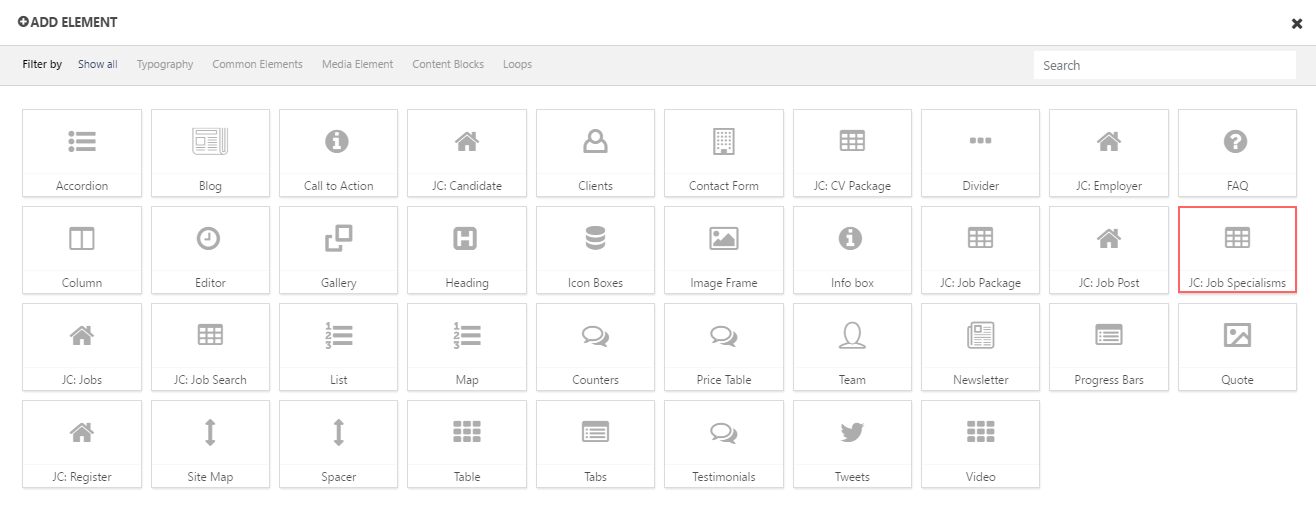 ADD ELEMENT
Filter by Show all Typography Common Elements Media Element Content Blocks Loops Search
Accordion Blog Call to Action JC: Candidate Clients Contact Form JC: CV Package Divider JC: Employer FAQ
Column Editor Gallery Heading Icon Boxes Image Frame Info box JC: Job Package JC: Job Post JC: Job Specialisms
JC: Jobs JC: Job Search List Map Counters Price Table Team Newsletter Progress Bars Quote
JC: Register Site Map Spacer Table Tabs Testimonials Tweets Video